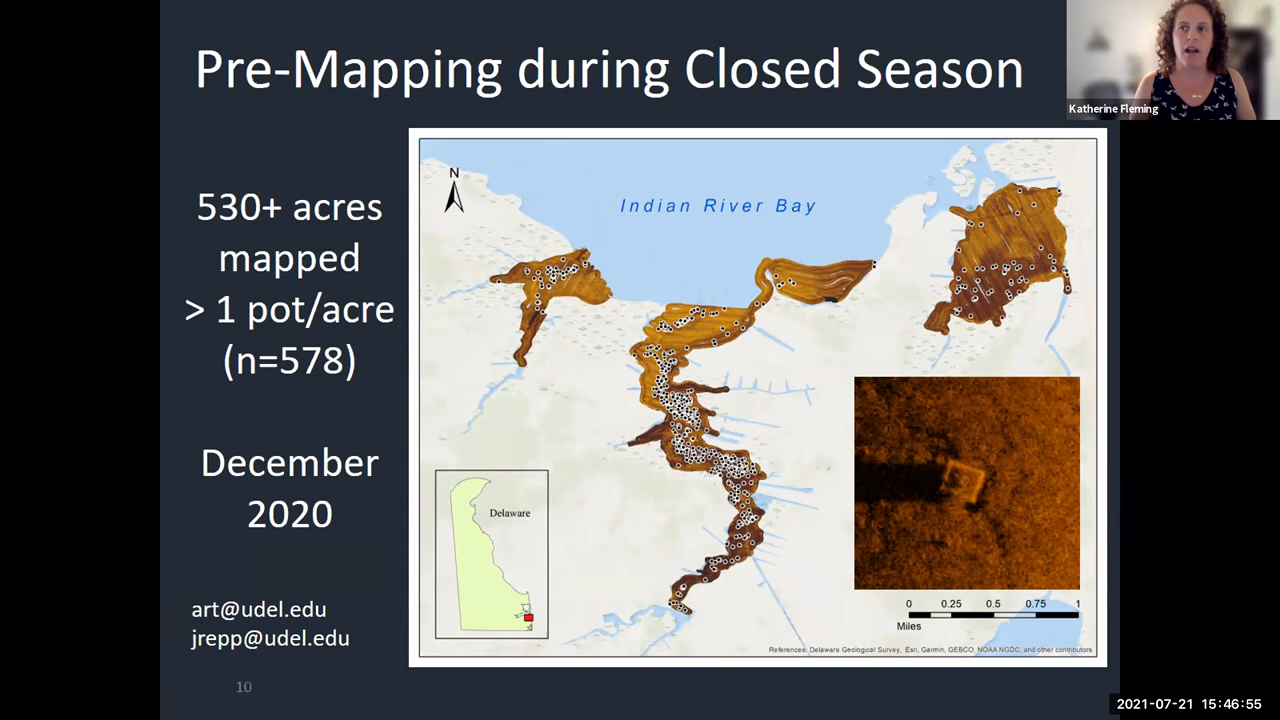 Pre-Mapping during Closed Season
Katherine Fleming
530+ acres
mapped
> 1 pot/acre
(n=578)
December
2020
art@udel.edu
jrepp@udel.edu
10
N
Indian River Bay
Delaware
0 0.25 0.5 0.75 1
Miles
References: Delaware Geological Survey, Esri, Garmin, GEBCO, NOAA NGDC, and other contributors
2021-07-21 15:46:55